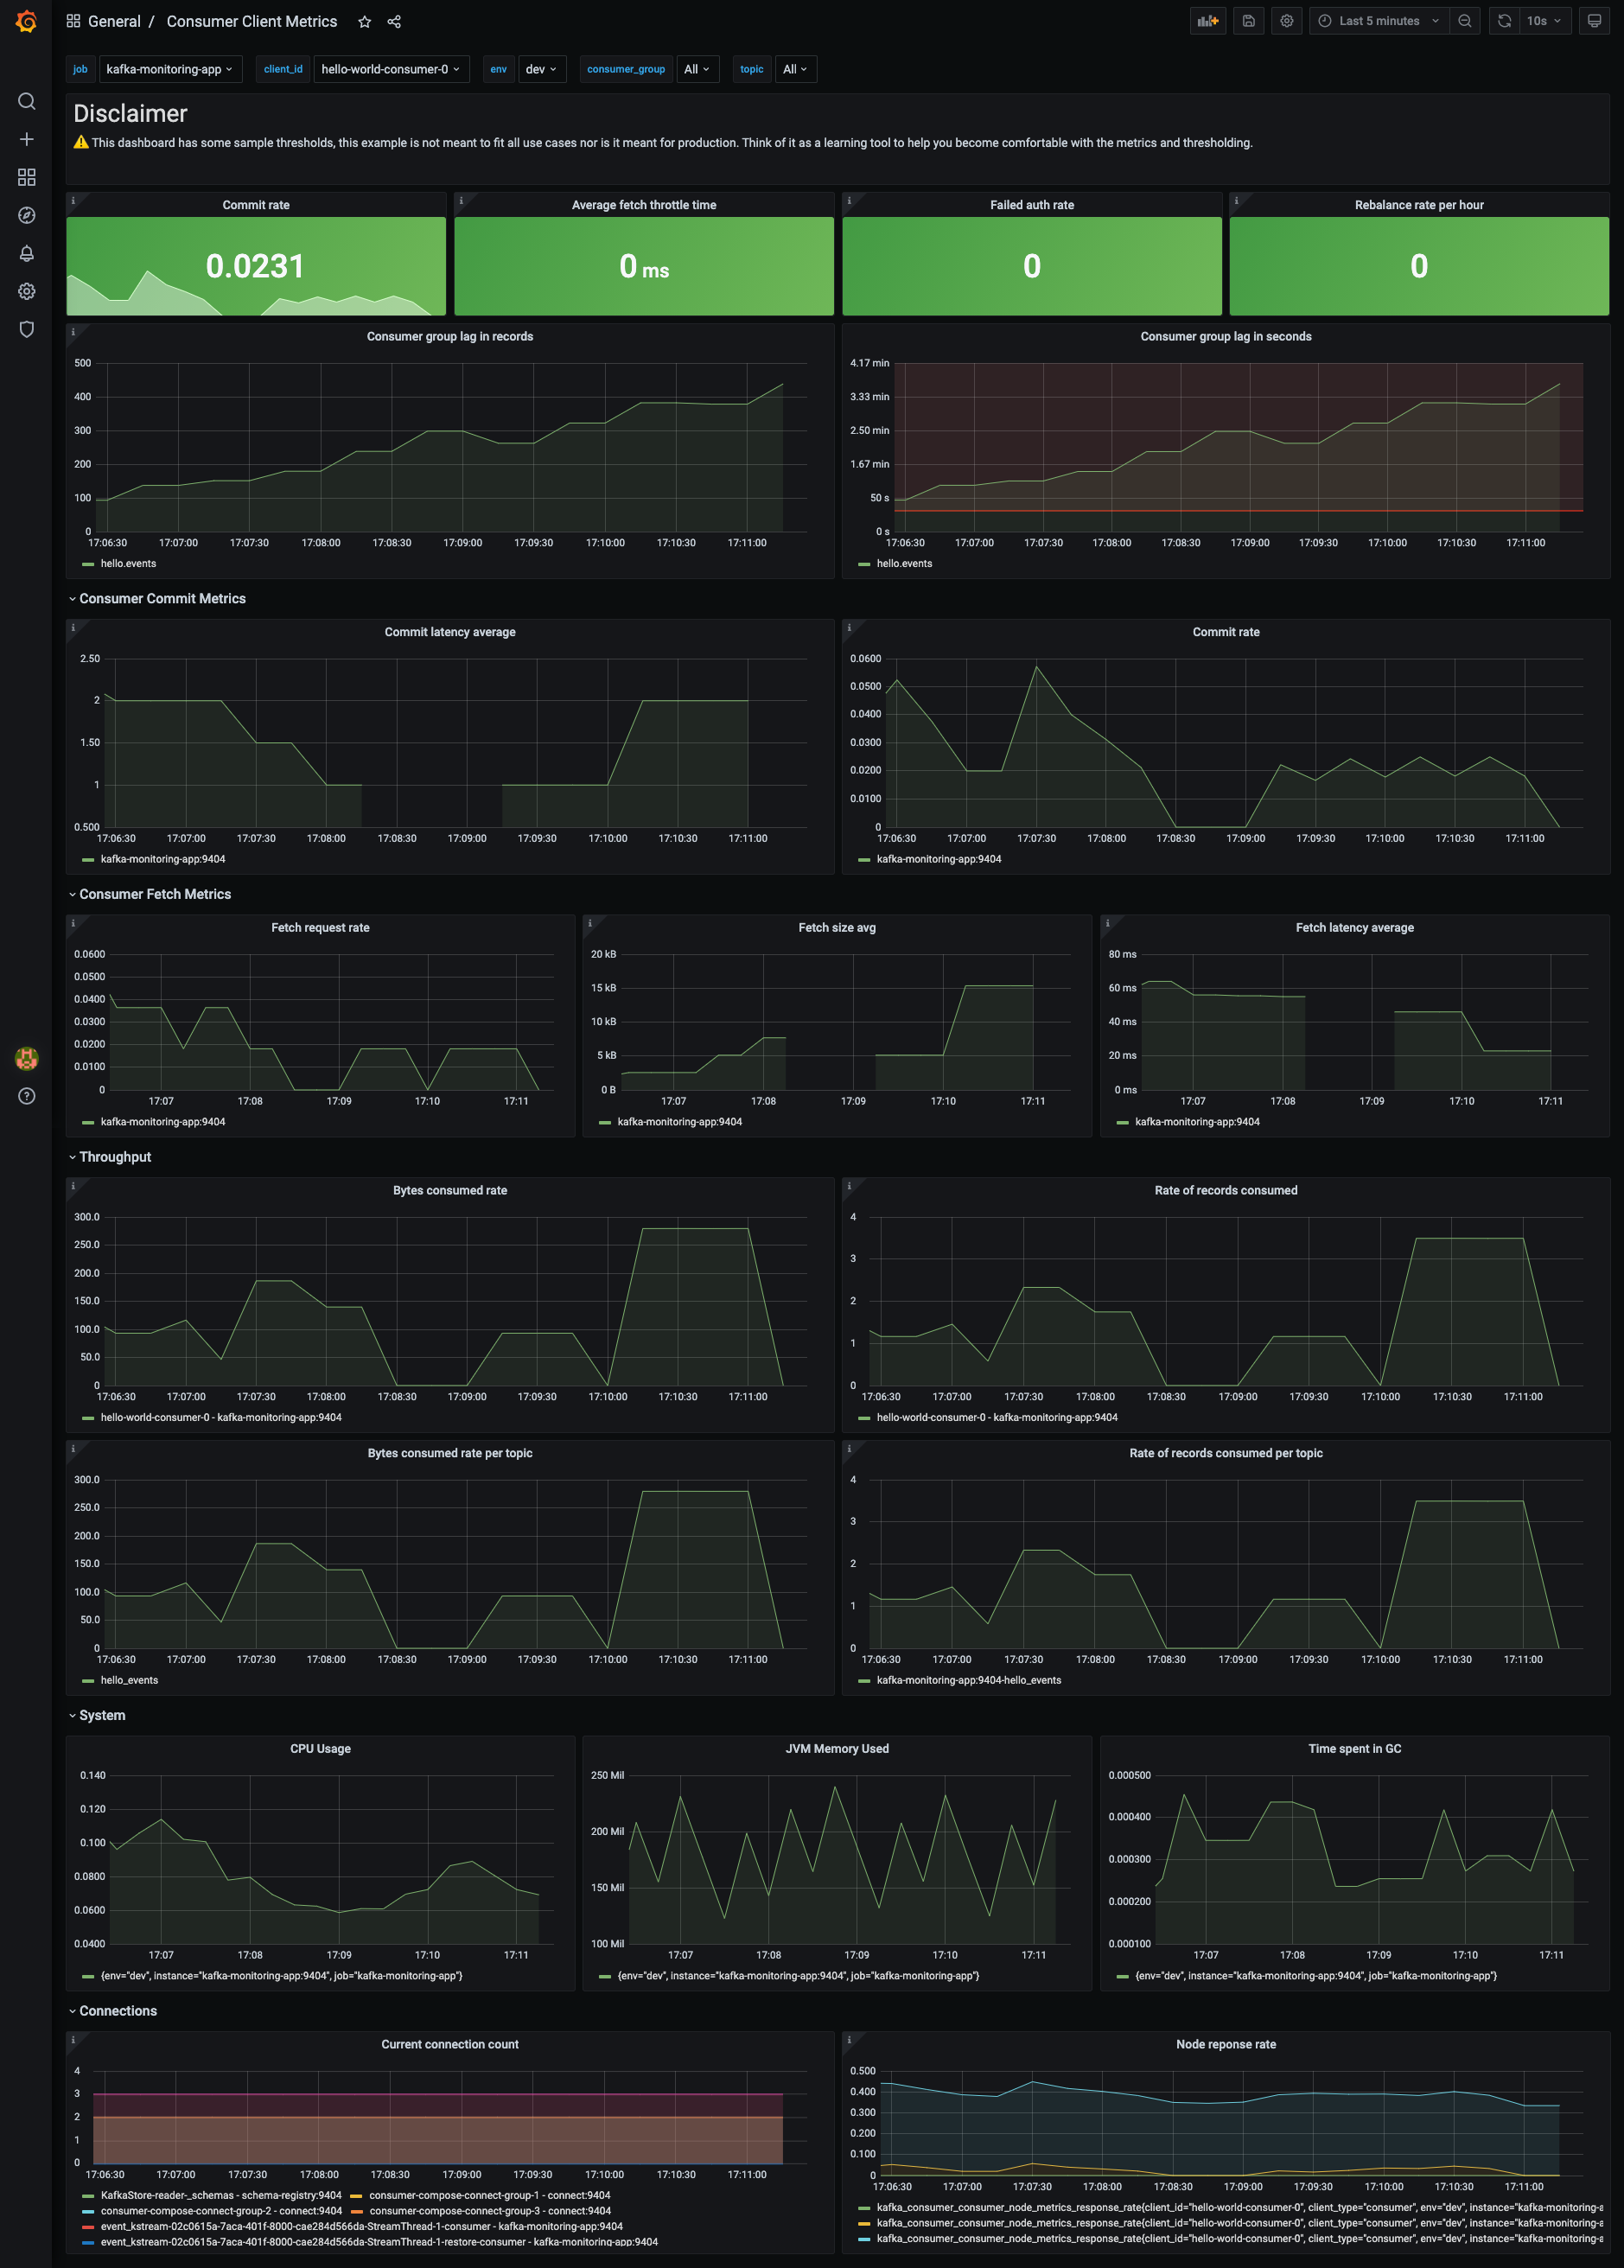 General / Consumer Client Metrics
Last 5 minutes
10s
job kafka-monitoring-app client_id hello-world-consumer-0 env dev consumer_group All topic All
Disclaimer
This dashboard has some sample thresholds, this example is not meant to fit all use cases nor is it meant for production. Think of it as a learning tool to help you become comfortable with the metrics and thresholding.
Commit rate
0.0231
Average fetch throttle time
0 ms
Failed auth rate
0
Rebalance rate per hour
0
Consumer group lag in records
500
400
300
200
100
0
17:06:30 17:07:00 17:07:30 17:08:00 17:08:30 17:09:00 17:09:30 17:10:00 17:10:30 17:11:00
hello.events
Consumer group lag in seconds
4.17 min
3.33 min
2.50 min
1.67 min
50 s
0 s
17:06:30 17:07:00 17:07:30 17:08:00 17:08:30 17:09:00 17:09:30 17:10:00 17:10:30 17:11:00
hello.events
Consumer Commit Metrics
Commit latency average
2.50
2
1.50
1
0.500
17:06:30 17:07:00 17:07:30 17:08:00 17:08:30 17:09:00 17:09:30 17:10:00 17:10:30 17:11:00
kafka-monitoring-app:9404
Commit rate
0.0600
0.0500
0.0400
0.0300
0.0200
0.0100
0
17:06:30 17:07:00 17:07:30 17:08:00 17:08:30 17:09:00 17:09:30 17:10:00 17:10:30 17:11:00
kafka-monitoring-app:9404
Consumer Fetch Metrics
Fetch request rate
0.0600
0.0500
0.0400
0.0300
0.0200
0.0100
0
17:07 17:08 17:09 17:10 17:11
kafka-monitoring-app:9404
Fetch size avg
20 kB
15 kB
10 kB
5 kB
0 B
17:07 17:08 17:09 17:10 17:11
kafka-monitoring-app:9404
Fetch latency average
80 ms
60 ms
40 ms
20 ms
0 ms
17:07 17:08 17:09 17:10 17:11
kafka-monitoring-app:9404
Throughput
Bytes consumed rate
300.0
250.0
200.0
150.0
100.0
50.0
0
17:06:30 17:07:00 17:07:30 17:08:00 17:08:30 17:09:00 17:09:30 17:10:00 17:10:30 17:11:00
hello-world-consumer-0 - kafka-monitoring-app:9404
Rate of records consumed
4
3
2
1
0
17:06:30 17:07:00 17:07:30 17:08:00 17:08:30 17:09:00 17:09:30 17:10:00 17:10:30 17:11:00
hello-world-consumer-0 - kafka-monitoring-app:9404
Bytes consumed rate per topic
300.0
250.0
200.0
150.0
100.0
50.0
0
17:06:30 17:07:00 17:07:30 17:08:00 17:08:30 17:09:00 17:09:30 17:10:00 17:10:30 17:11:00
hello_events
Rate of records consumed per topic
4
3
2
1
0
17:06:30 17:07:00 17:07:30 17:08:00 17:08:30 17:09:00 17:09:30 17:10:00 17:10:30 17:11:00
kafka-monitoring-app:9404-hello_events
System
CPU Usage
0.140
0.120
0.100
0.0800
0.0600
0.0400
17:07 17:08 17:09 17:10 17:11
{env="dev", instance="kafka-monitoring-app:9404", job="kafka-monitoring-app"}
JVM Memory Used
250 Mil
200 Mil
150 Mil
100 Mil
17:07 17:08 17:09 17:10 17:11
{env="dev", instance="kafka-monitoring-app:9404", job="kafka-monitoring-app"}
Time spent in GC
0.000500
0.000400
0.000300
0.000200
0.000100
17:07 17:08 17:09 17:10 17:11
{env="dev", instance="kafka-monitoring-app:9404", job="kafka-monitoring-app"}
Connections
Current connection count
4
3
2
1
0
17:06:30 17:07:00 17:07:30 17:08:00 17:08:30 17:09:00 17:09:30 17:10:00 17:10:30 17:11:00
KafkaStore-reader-_schemas - schema-registry:9404 consumer-compose-connect-group-1 - connect:9404
consumer-compose-connect-group-2 - connect:9404 consumer-compose-connect-group-3 - connect:9404
event_kstream-02c0615a-7aca-401f-8000-cae284d566da-StreamThread-1-consumer - kafka-monitoring-app:9404
event_kstream-02c0615a-7aca-401f-8000-cae284d566da-StreamThread-1-restore-consumer - kafka-monitoring-app:9404
Node reponse rate
0.500
0.400
0.300
0.200
0.100
0
17:06:30 17:07:00 17:07:30 17:08:00 17:08:30 17:09:00 17:09:30 17:10:00 17:10:30 17:11:00
kafka_consumer_consumer_node_metrics_response_rate{client_id="hello-world-consumer-0", client_type="consumer", env="dev", instance="kafka-monitoring-a
kafka_consumer_consumer_node_metrics_response_rate{client_id="hello-world-consumer-0", client_type="consumer", env="dev", instance="kafka-monitoring-a
kafka_consumer_consumer_node_metrics_response_rate{client_id="hello-world-consumer-0", client_type="consumer", env="dev", instance="kafka-monitoring-a